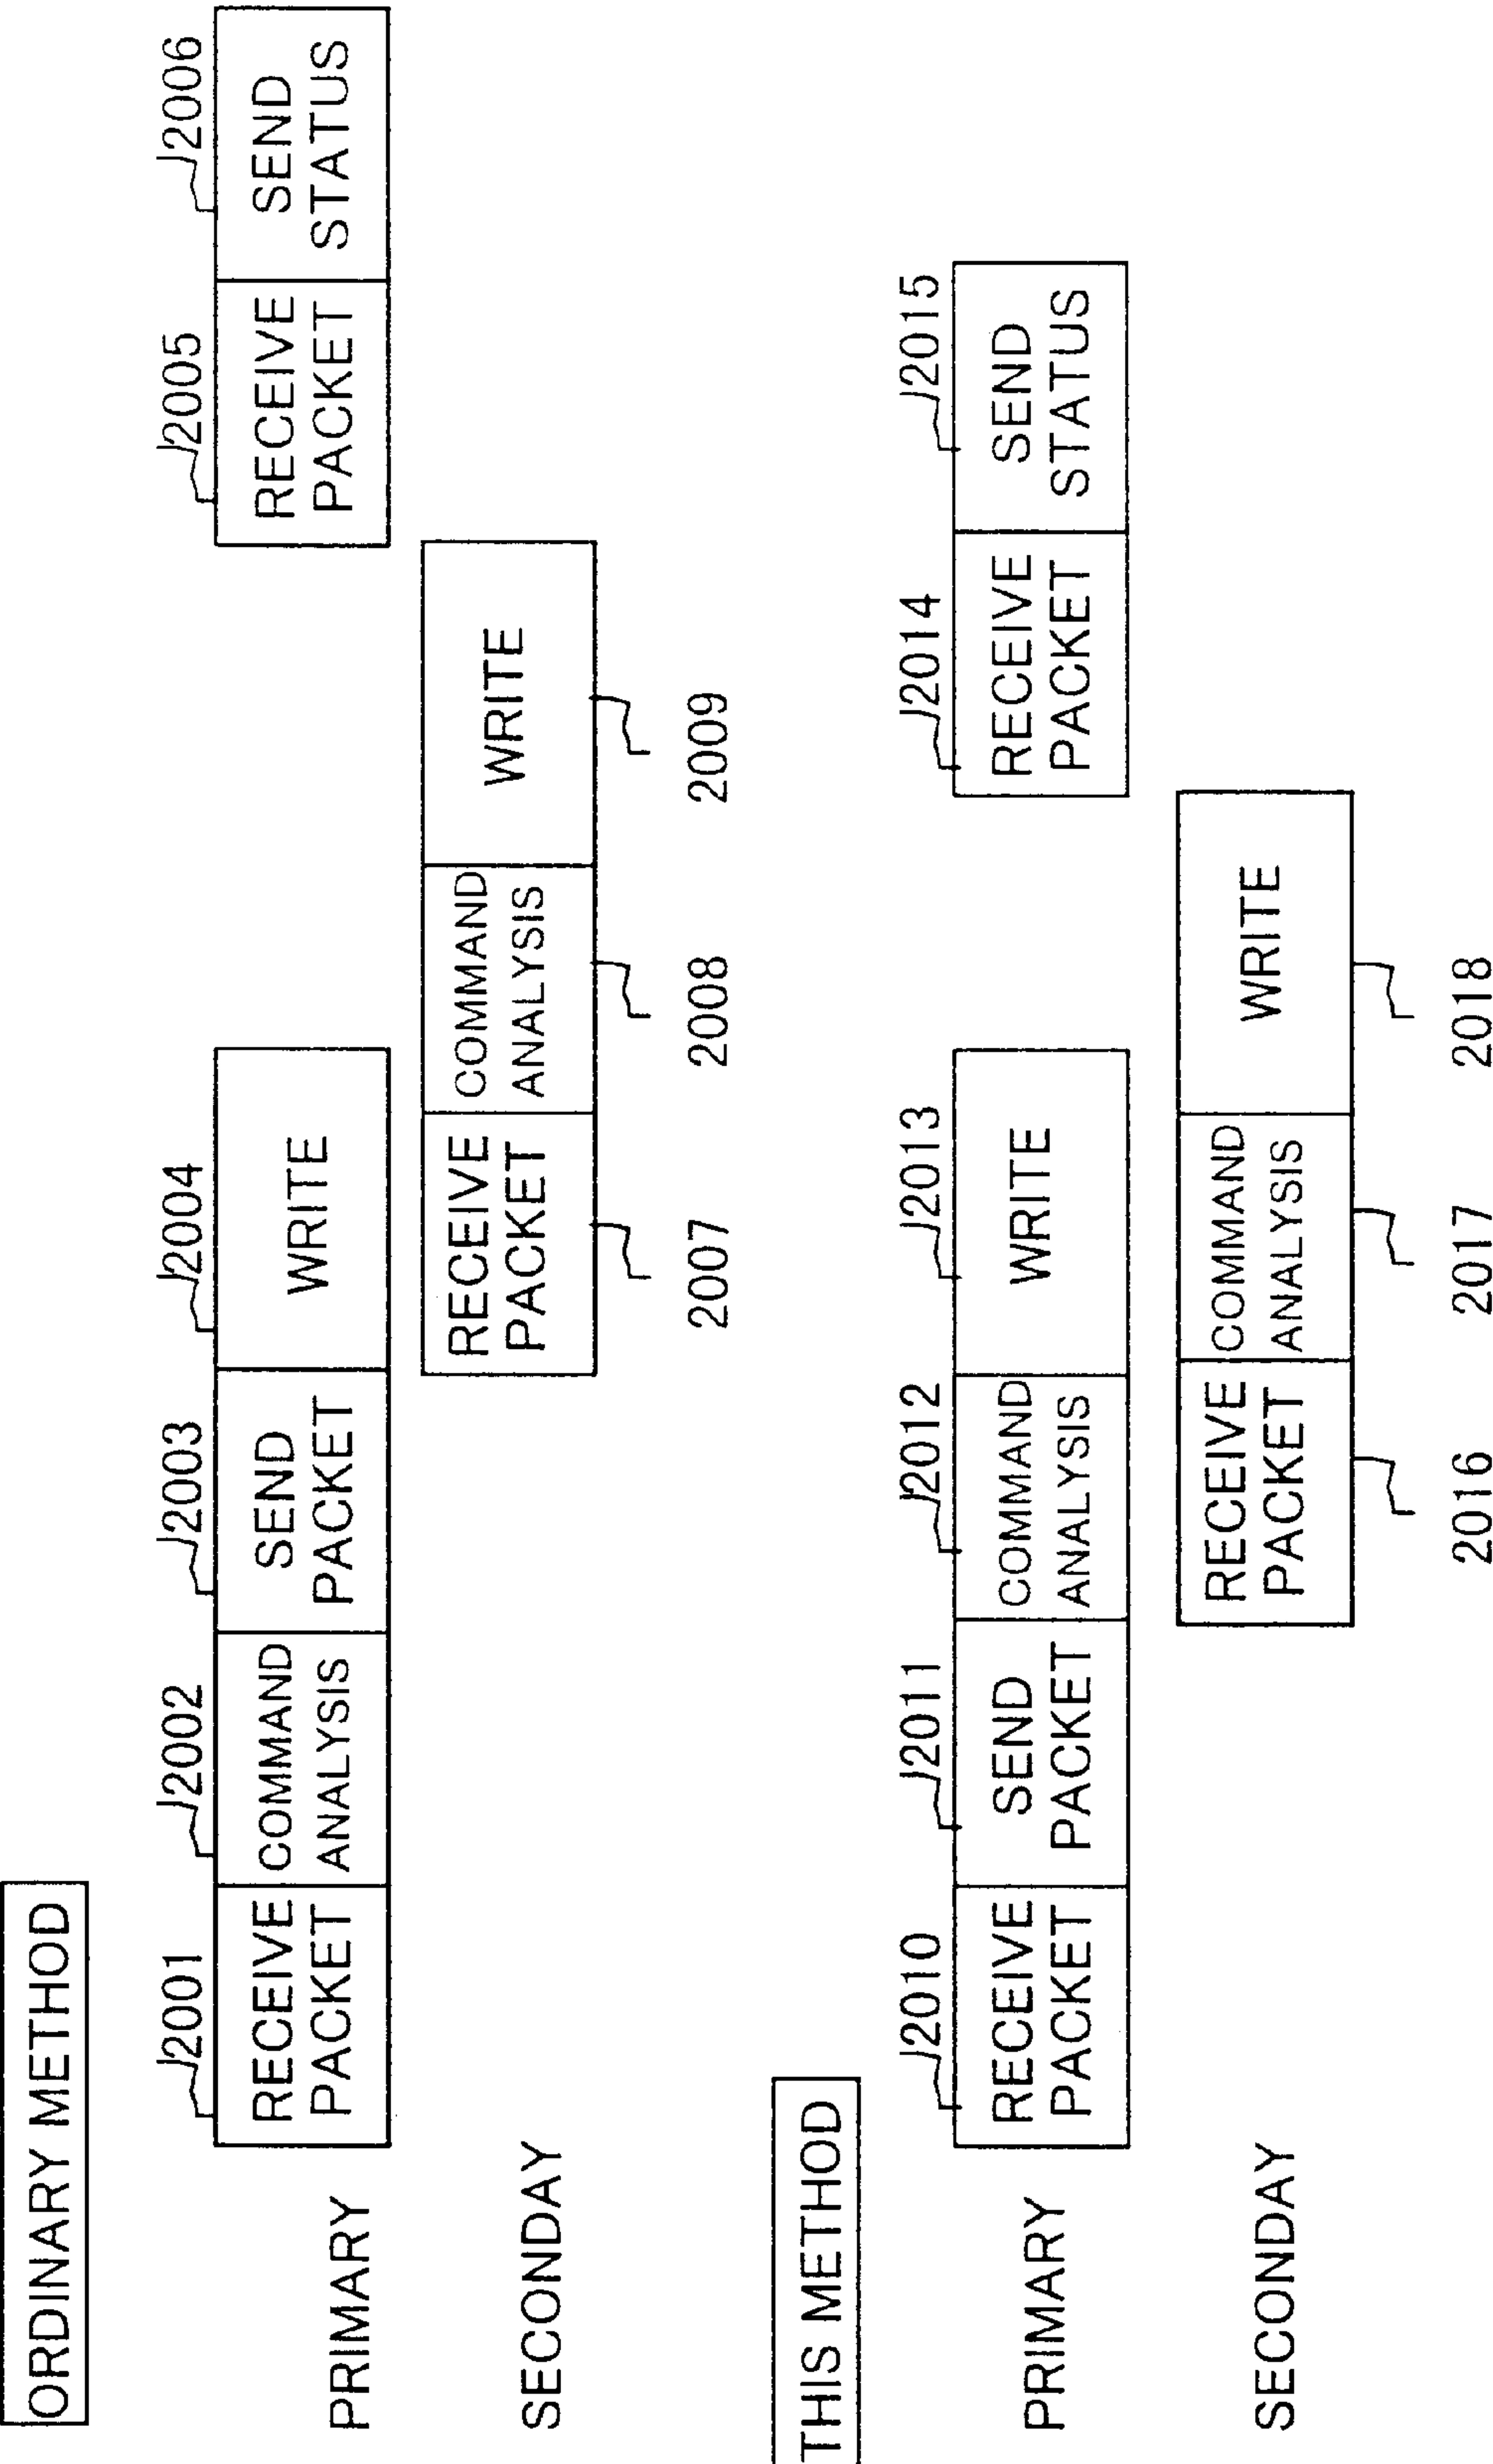 ORDINARY METHOD
2001
2002
2003
2004
2005
2006
PRIMARY
RECEIVE
PACKET
COMMAND
ANALYSIS
SEND
PACKET
WRITE
RECEIVE
PACKET
SEND
STATUS
SECONDAY
RECEIVE
PACKET
COMMAND
ANALYSIS
WRITE
2007
2008
2009
THIS METHOD
2010
2011
2012
2013
2014
2015
PRIMARY
RECEIVE
PACKET
SEND
PACKET
COMMAND
ANALYSIS
WRITE
RECEIVE
PACKET
SEND
STATUS
SECONDAY
RECEIVE
PACKET
COMMAND
ANALYSIS
WRITE
2016
2017
2018